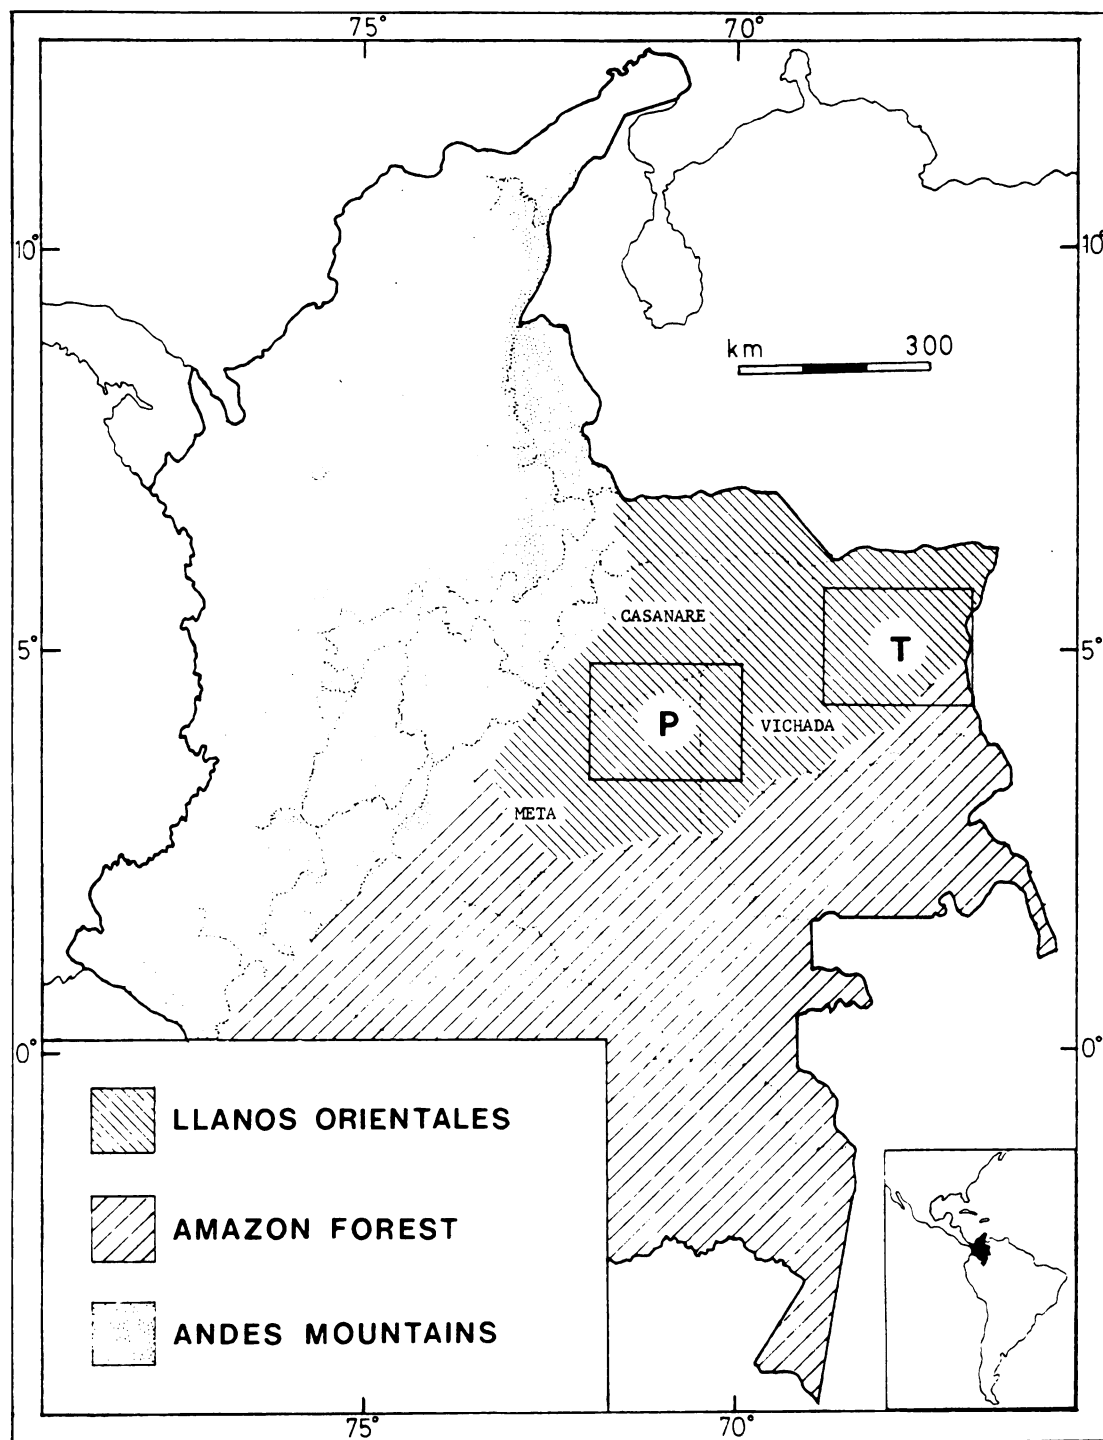 75° 70°
10° 10°
km 300
CASANARE
5° T 5°
P VICHADA
META
0° 0°
LLANOS ORIENTALES
AMAZON FOREST
ANDES MOUNTAINS
75° 70°